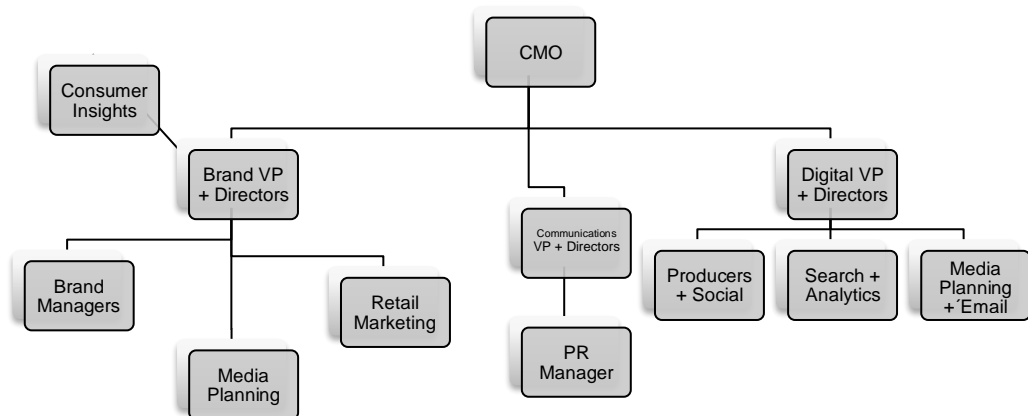 CMO
Consumer
Insights
Brand VP
+ Directors
Digital VP
+ Directors
Communications
VP + Directors
Brand
Managers
Retail
Marketing
Media
Planning
PR
Manager
Producers
+ Social
Search +
Analytics
Media
Planning
+´Email